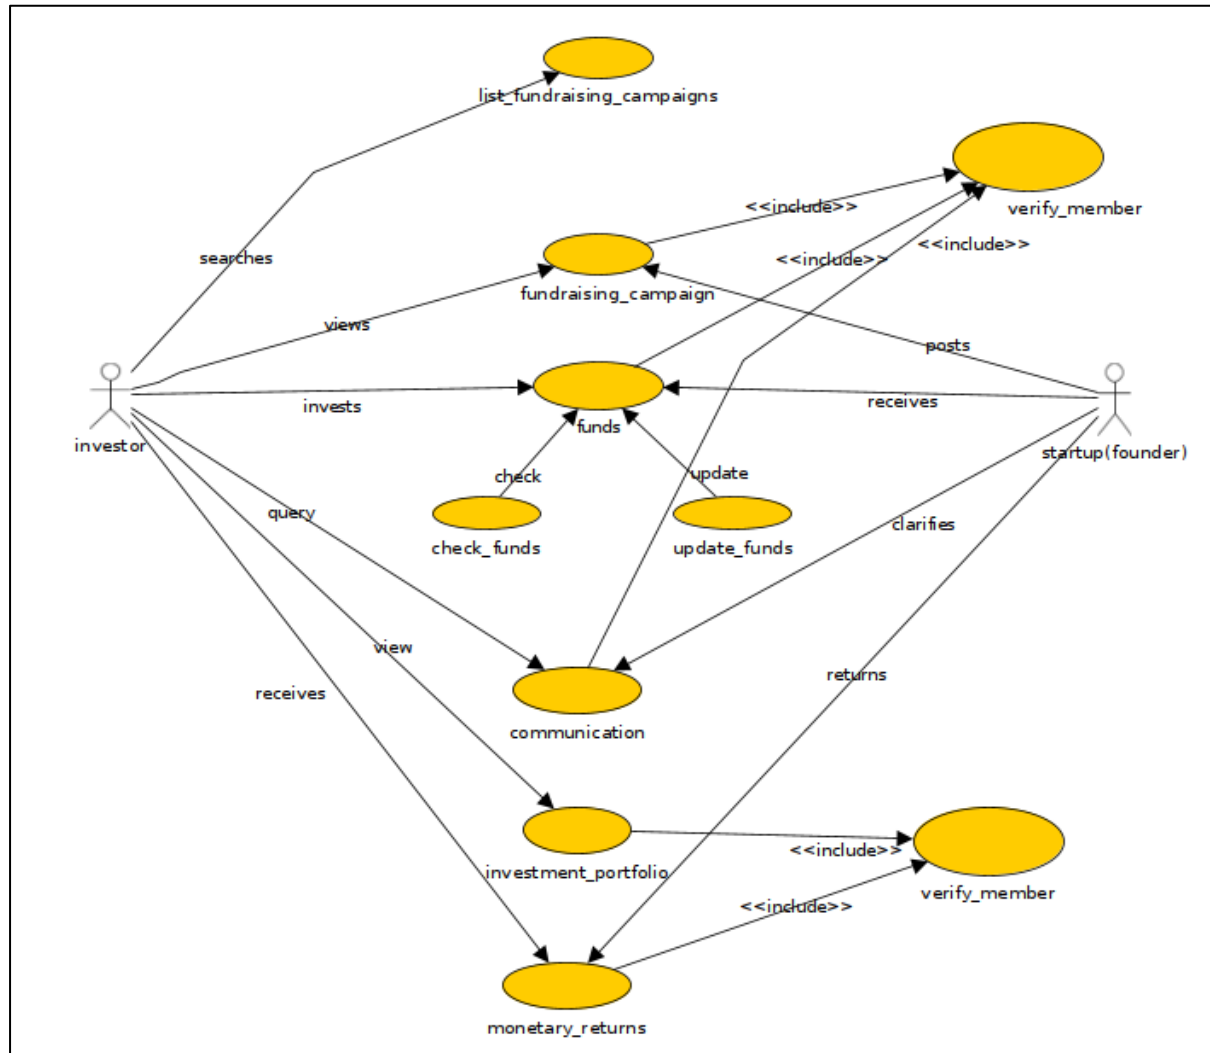 list_fundraising_campaigns
verify_member
<<include>>
<<include>>
searches
<<include>>
fundraising_campaign
views
posts
invests
receives
funds
investor
startup(founder)
check
update
query
clarifies
check_funds
update_funds
view
returns
receives
communication
<<include>>
investment_portfolio
verify_member
<<include>>
monetary_returns